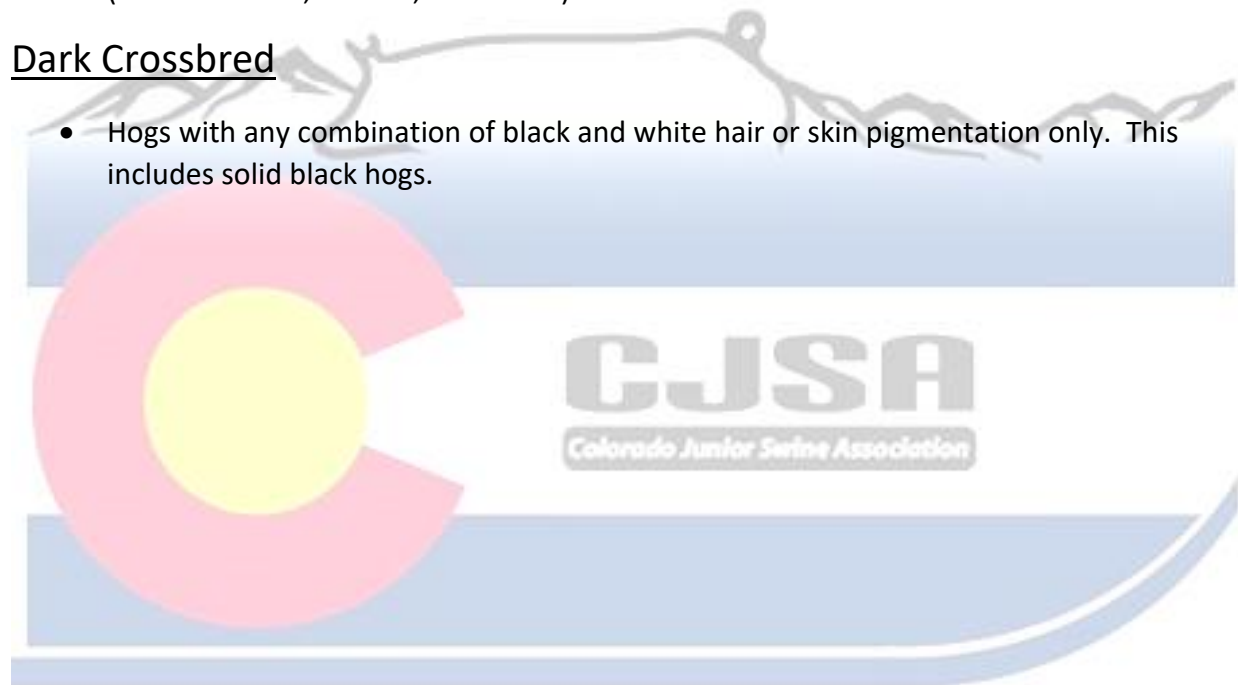 Dark Crossbred
• Hogs with any combination of black and white hair or skin pigmentation only. This
includes solid black hogs.
CJSA
Colorado Junior Swine Association